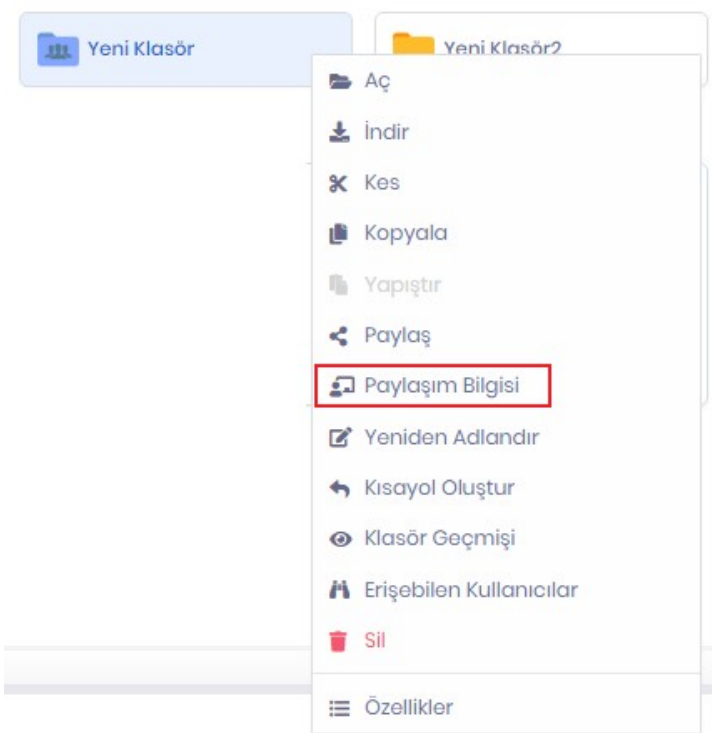 Yeni Klasör
Yeni Klasör2
Aç
İndir
Kes
Kopyala
Yapıştır
Paylaş
Paylaşım Bilgisi
Yeniden Adlandır
Kısayol Oluştur
Klasör Geçmişi
Erişebilen Kullanıcılar
Sil
Özellikler